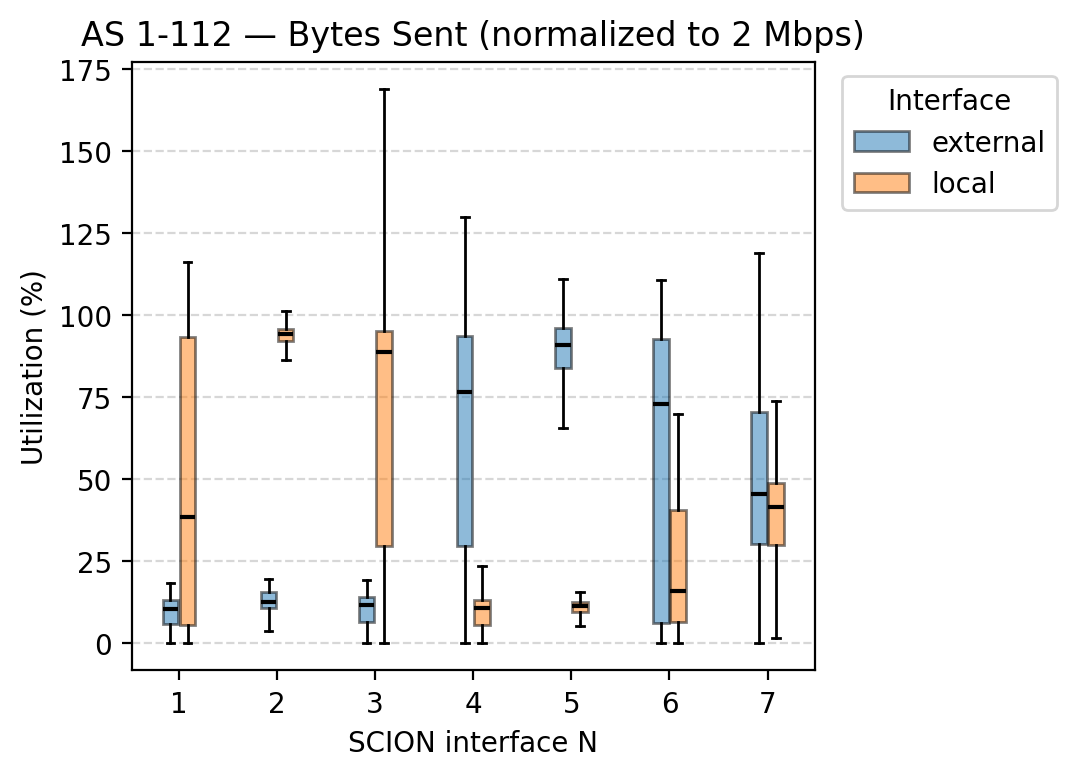 AS 1-112 — Bytes Sent (normalized to 2 Mbps)
Utilization (%)
175
150
125
100
75
50
25
0
1 2 3 4 5 6 7
SCION interface N
Interface
external
local